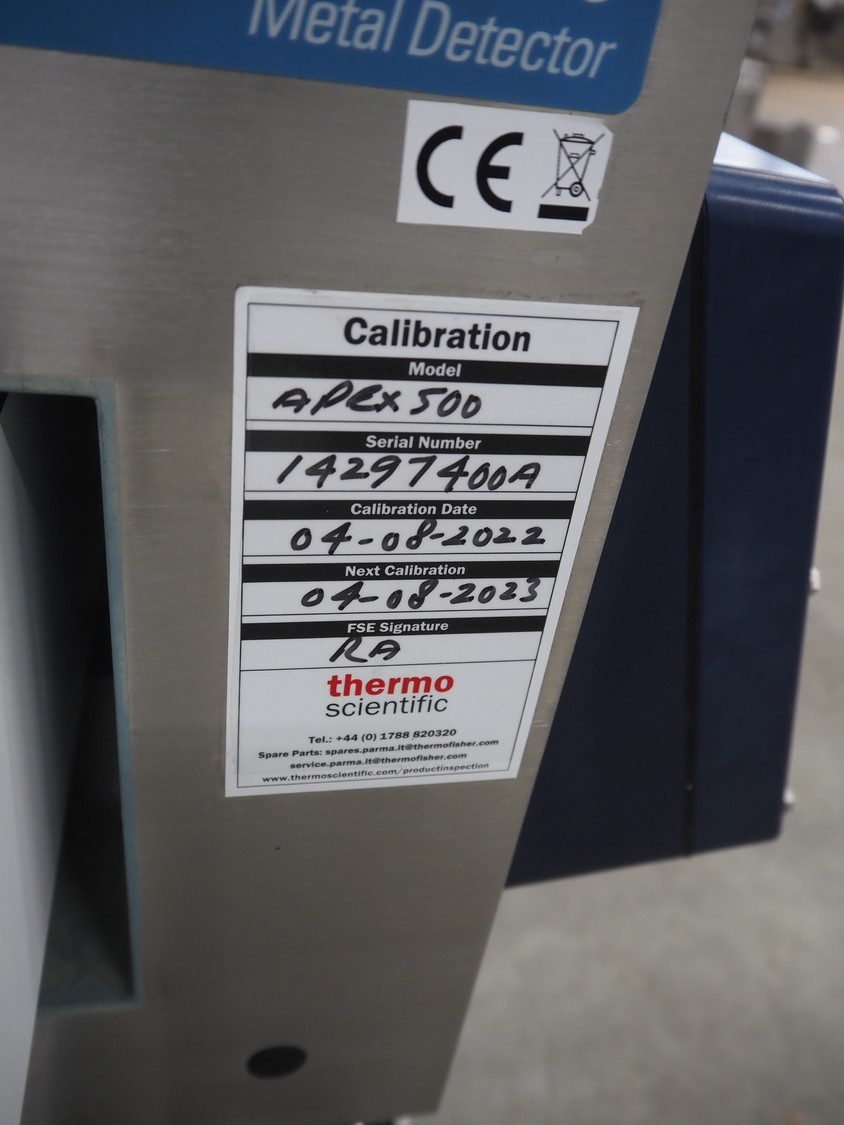 Metal Detector
CE
Calibration
Model
APEX 500
Serial Number
14297400A
Calibration Date
04-08-2022
Next Calibration
04-08-2023
FSE Signature
RA
thermo
scientific
Tel.: +44 (0) 1788 820320
Spare Parts: spares.parma.it@thermofisher.com
service.parma.it@thermofisher.com
www.thermoscientific.com/productinspection